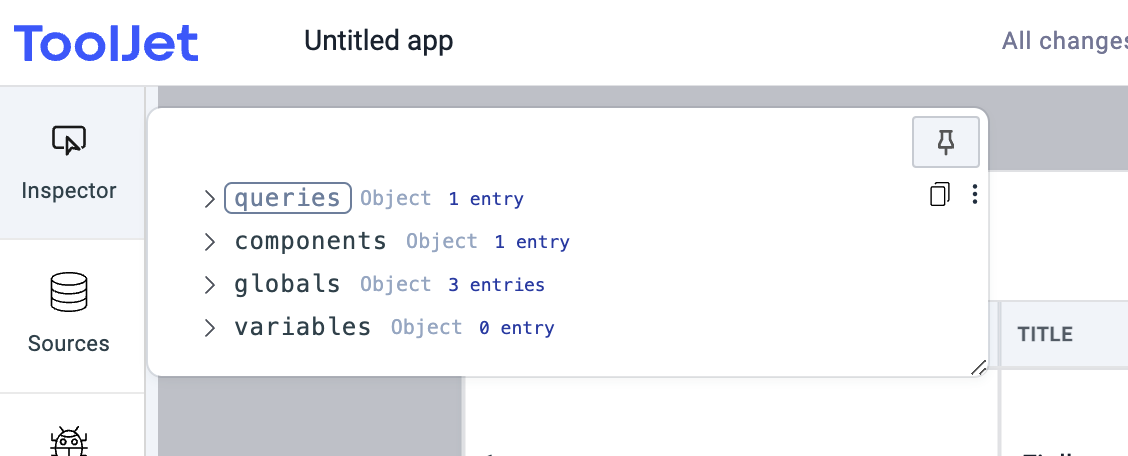 ToolJet
Untitled app
All changes
Inspector
queries Object 1 entry
components Object 1 entry
globals Object 3 entries
variables Object 0 entry
Sources
TITLE